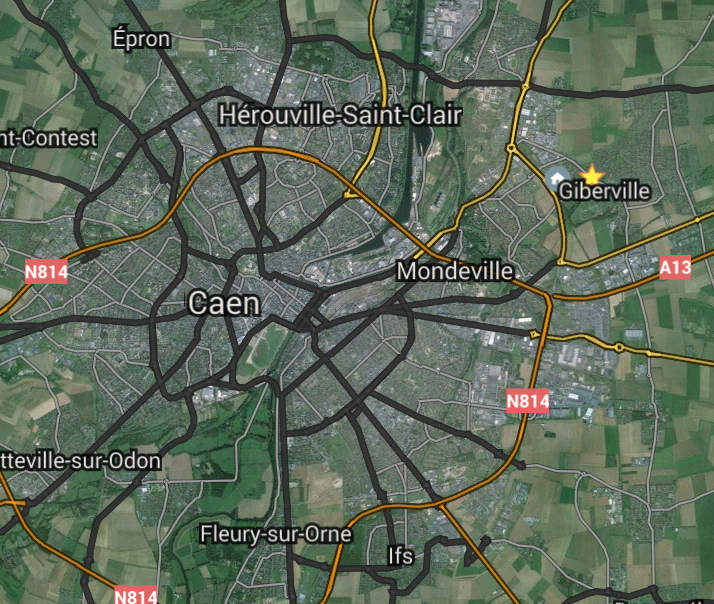 Épron
Hérouville-Saint-Clair
nt-Contest
Giberville
N814
Mondeville
A13
Caen
N814
tteville-sur-Odon
Fleury-sur-Orne
Ifs
N814